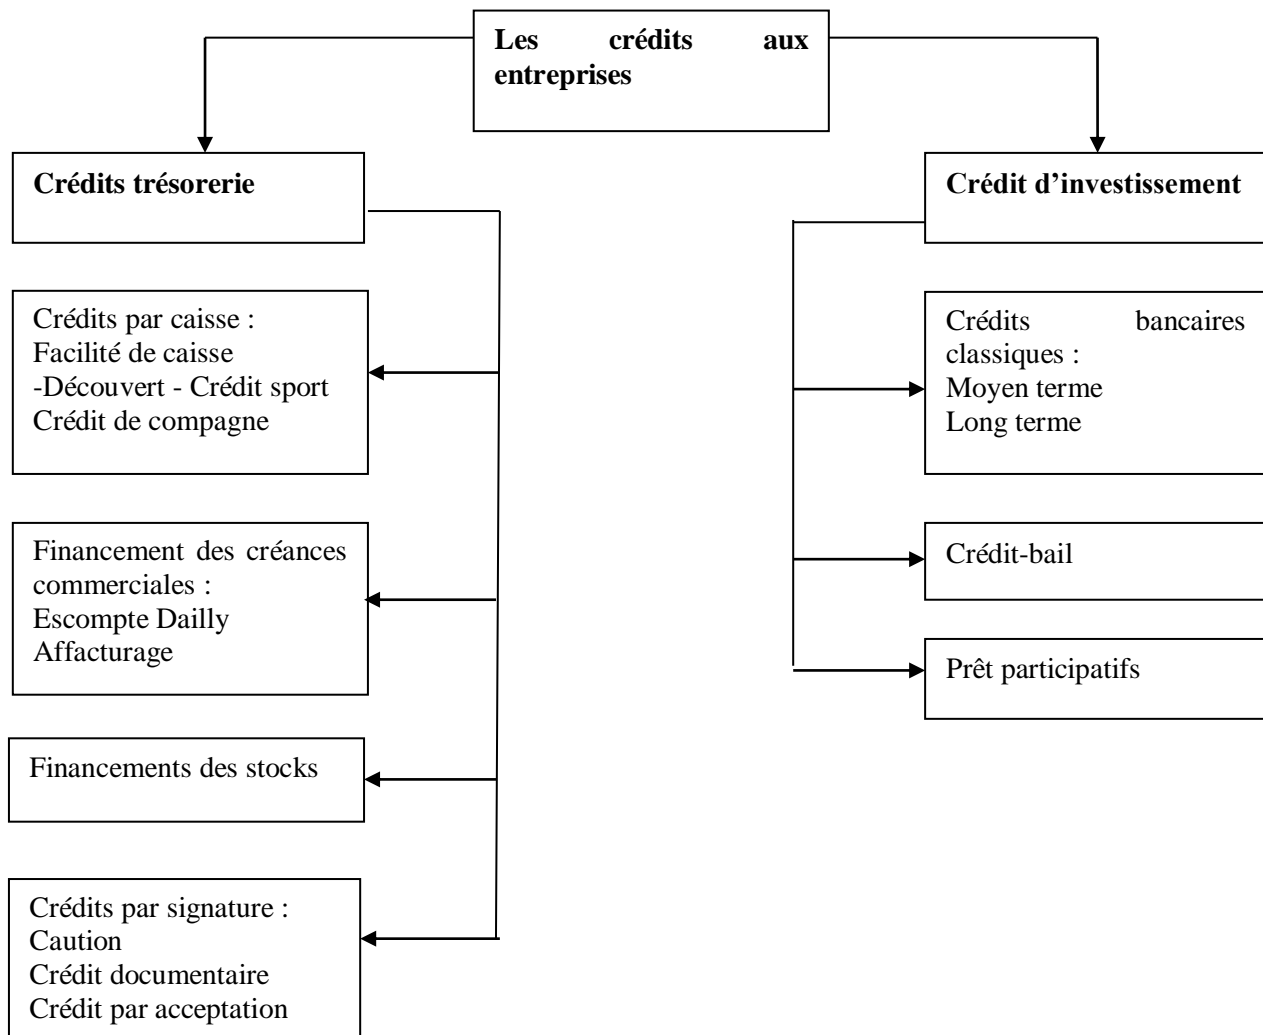 Les crédits aux
entreprises
Crédits trésorerie
Crédit d’investissement
Crédits par caisse :
Facilité de caisse
-Découvert - Crédit sport
Crédit de compagne
Crédits bancaires
classiques :
Moyen terme
Long terme
Financement des créances
commerciales :
Escompte Dailly
Affacturage
Crédit-bail
Prêt participatifs
Financements des stocks
Crédits par signature :
Caution
Crédit documentaire
Crédit par acceptation